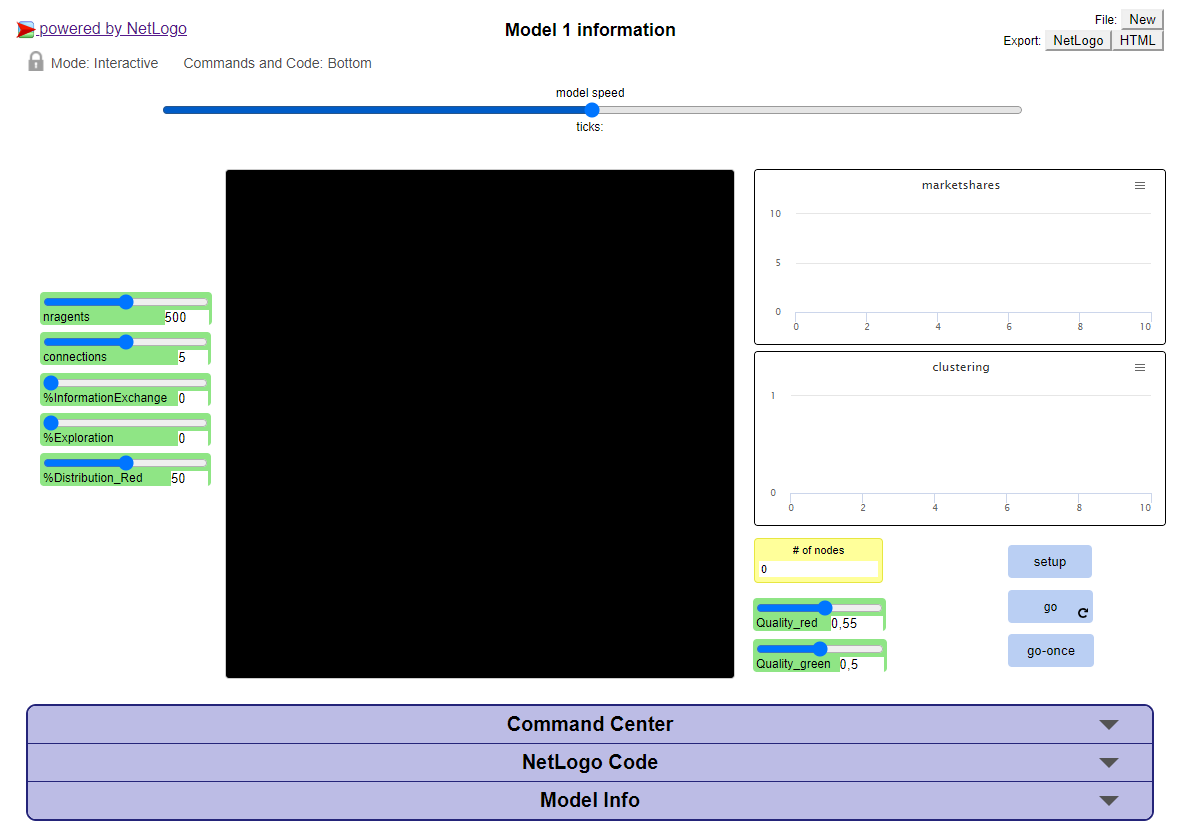 powered by NetLogo
Model 1 information
File: New
Export: NetLogo HTML
Mode: Interactive Commands and Code: Bottom
model speed
ticks:
nragents 500
connections 5
%InformationExchange 0
%Exploration 0
%Distribution_Red 50
marketshares
10
5
0
0 2 4 6 8 10
clustering
1
0
0 2 4 6 8 10
# of nodes
0
Quality_red 0,55
Quality_green 0,5
setup
go
go-once
Command Center
NetLogo Code
Model Info